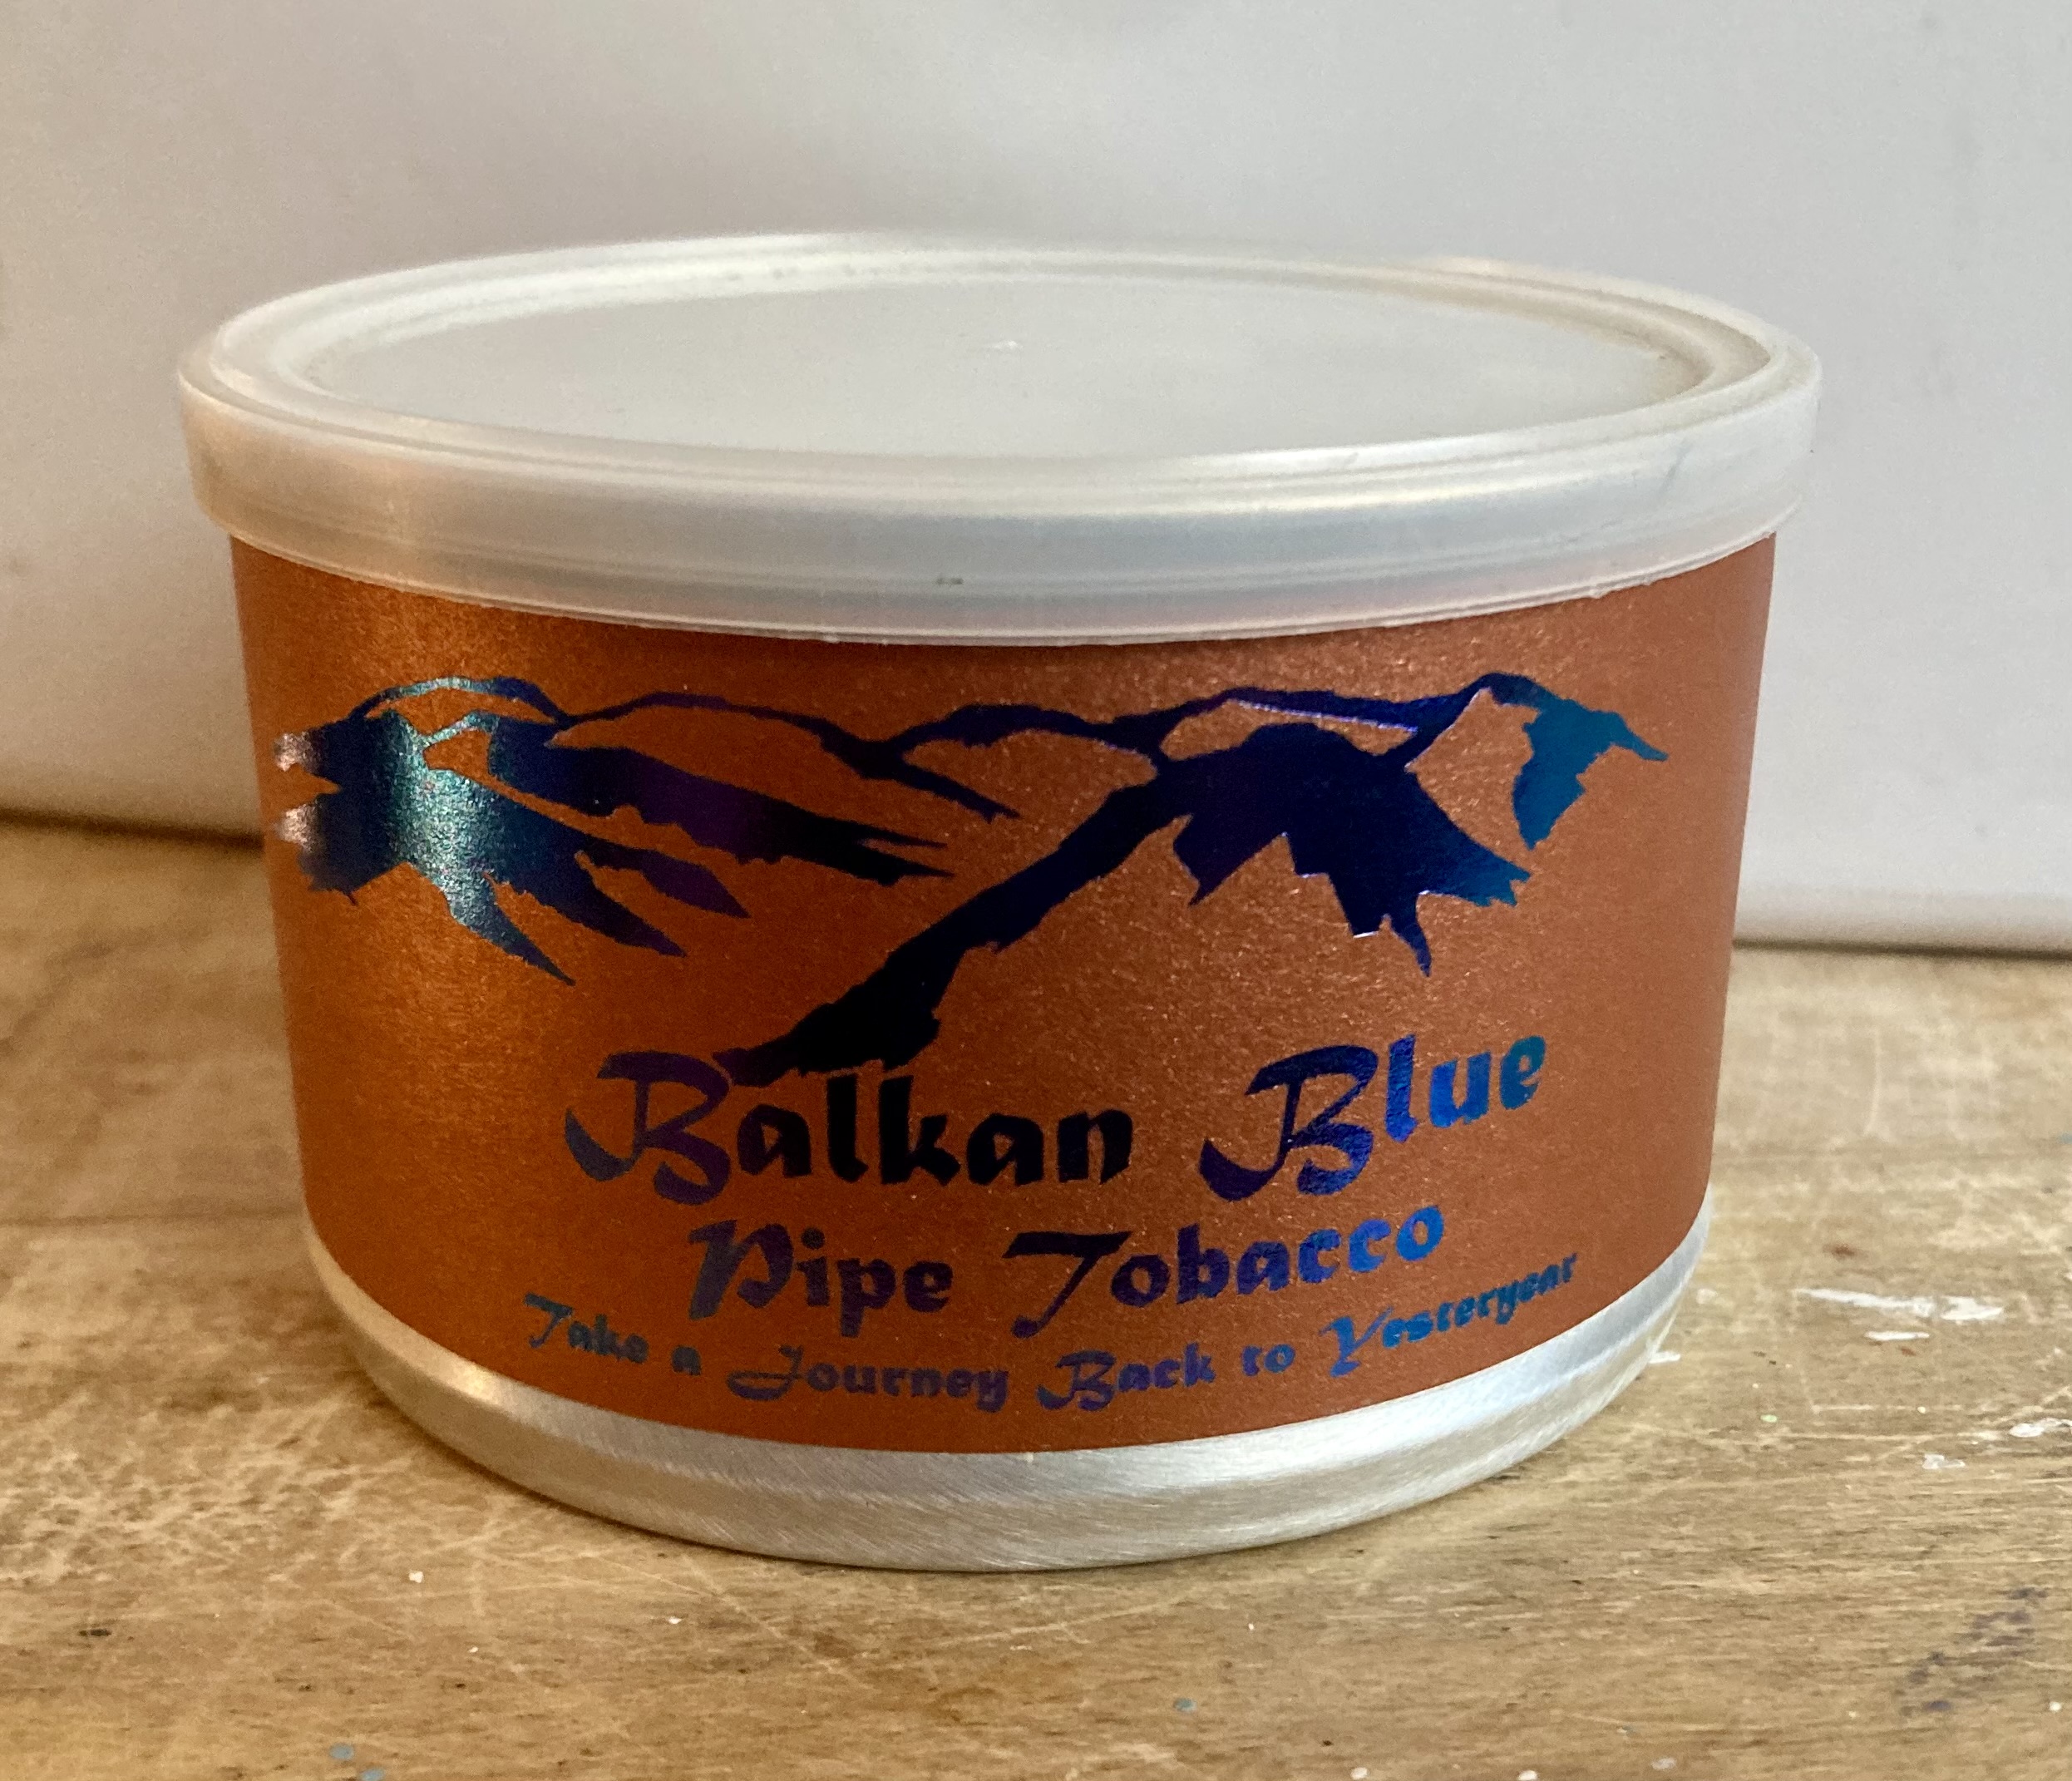 Balkan Blue
Pipe Tobacco
Take a Journey Back to Yesteryear